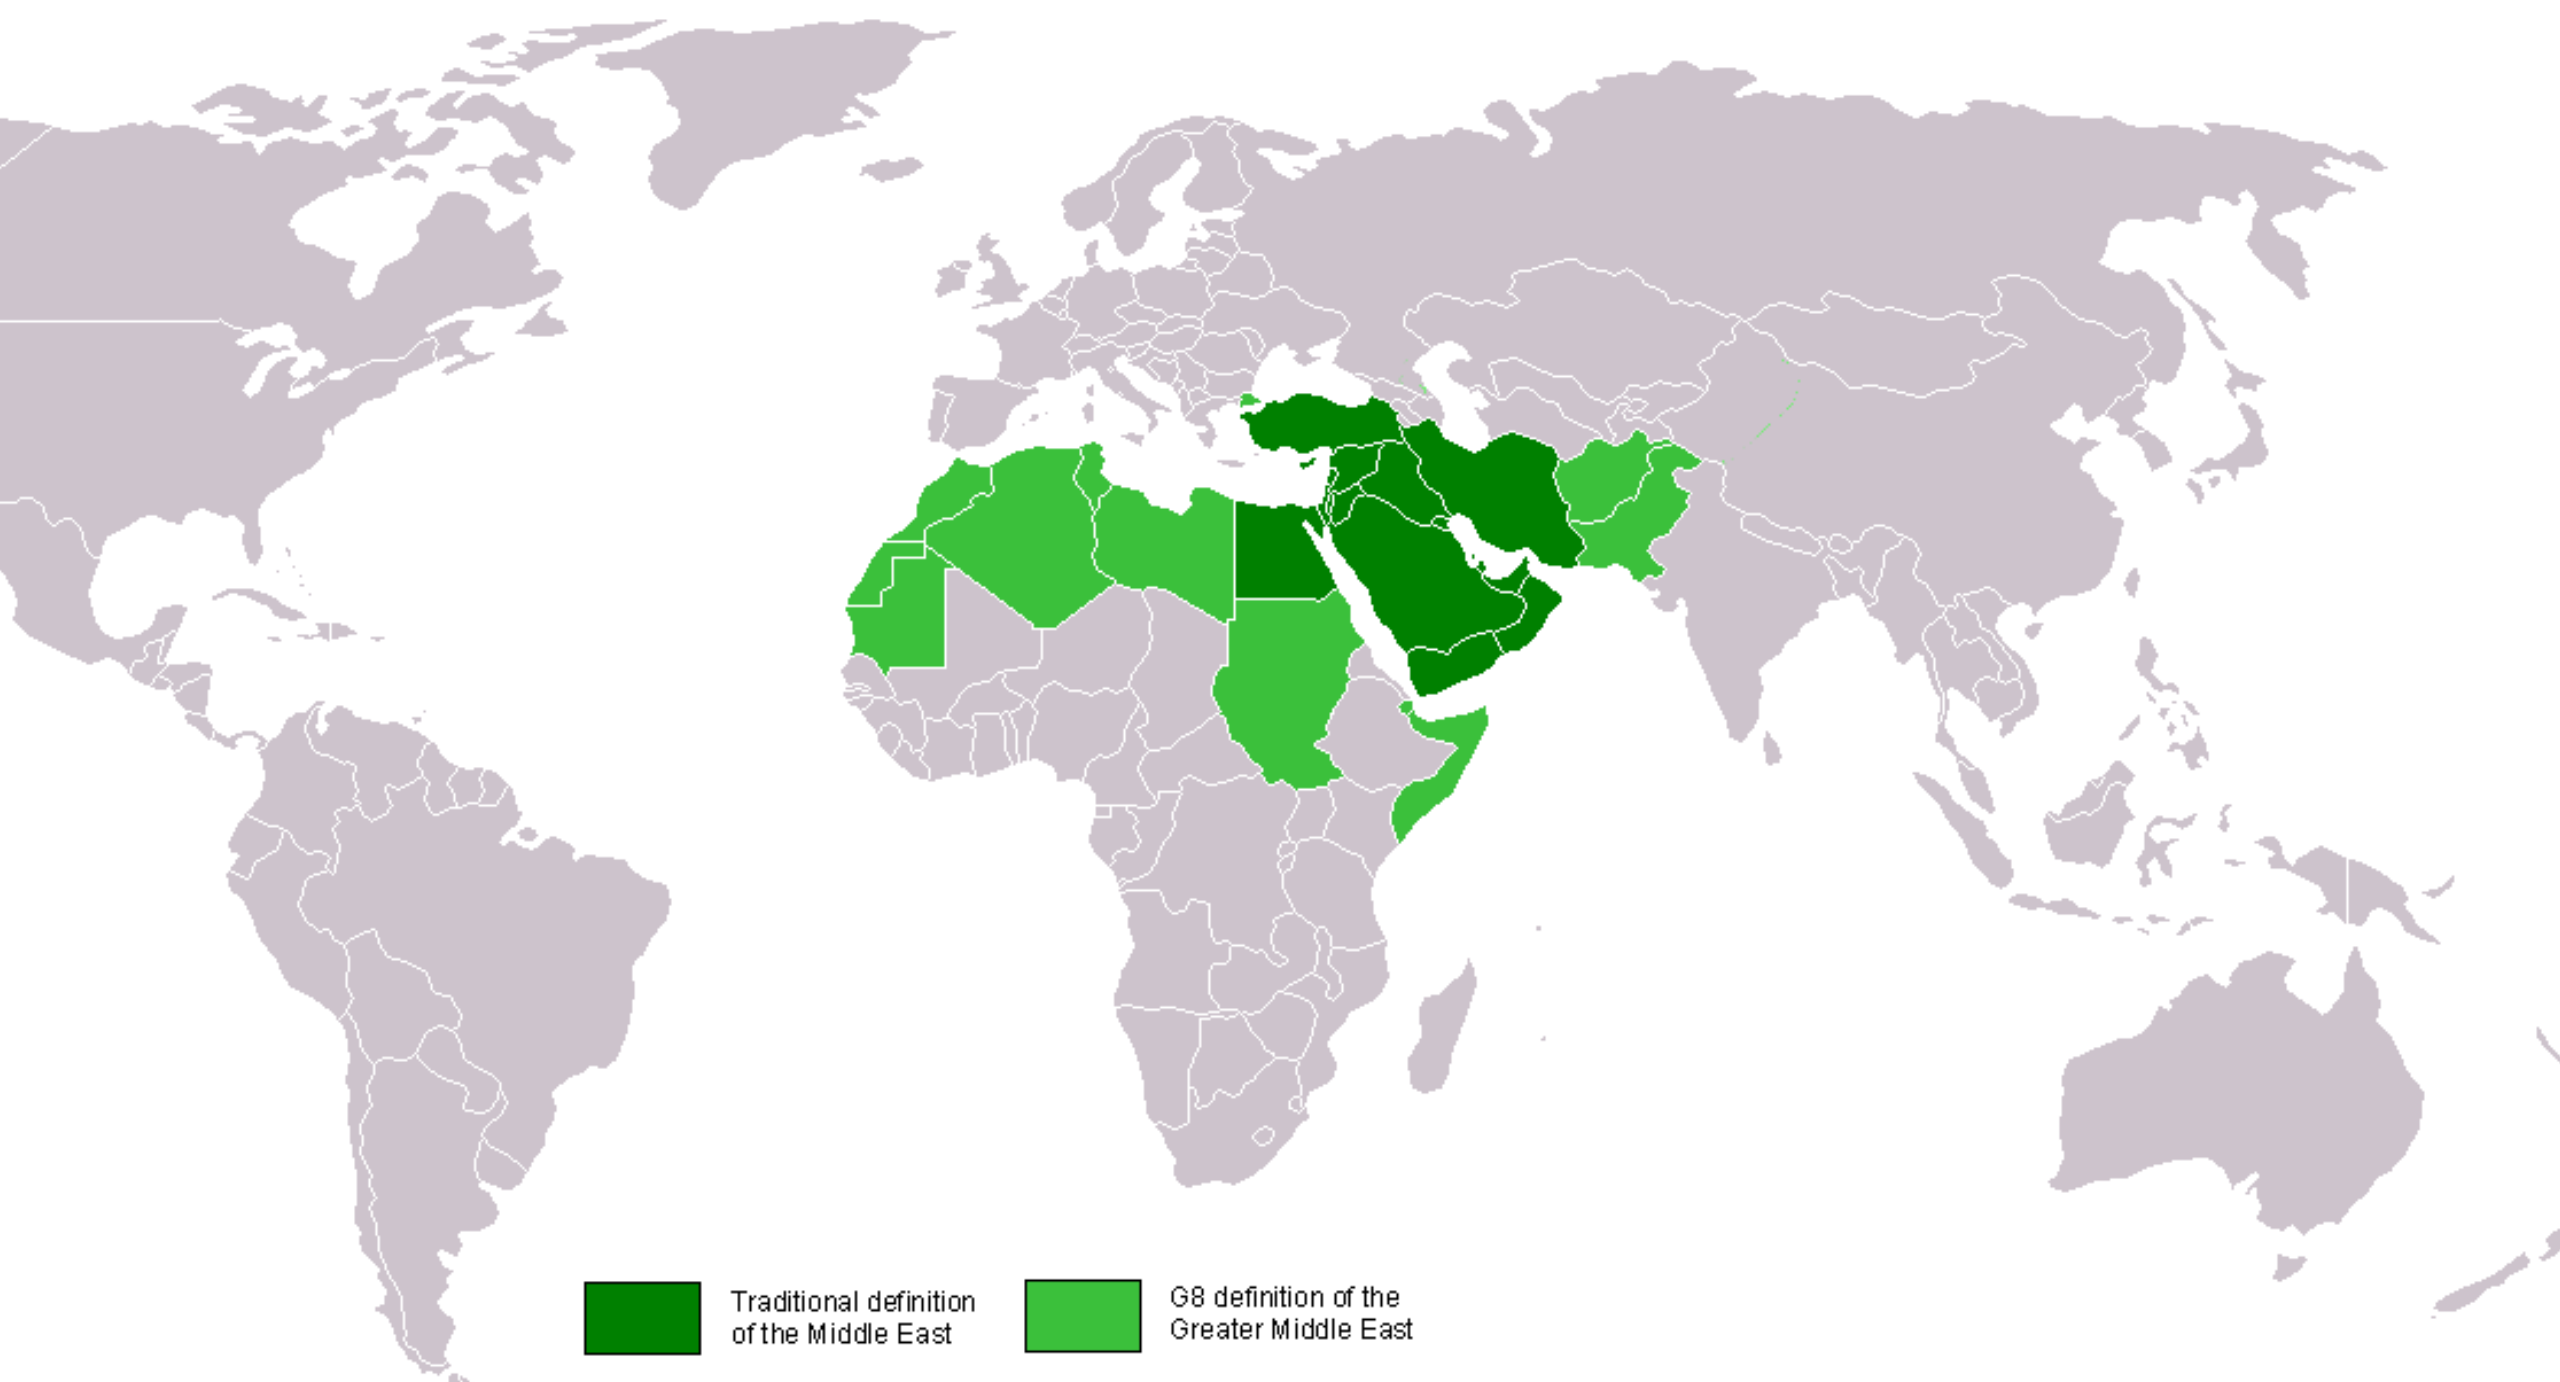 Traditional definition
of the Middle East
G8 definition of the
Greater Middle East